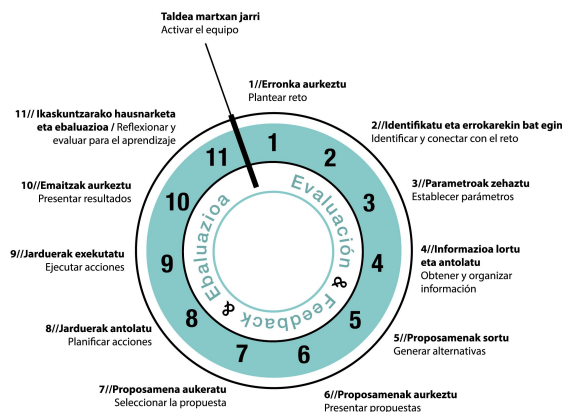 Taldea martxan jarri
Activar el equipo
1//Erronka aurkeztu
Plantear reto
2//Identifikatu eta errokarekin bat egin
Identificar y conectar con el reto
3//Parametroak zehaztu
Establecer parámetros
4//Informazioa lortu
eta antolatu
Obtener y organizar
información
5//Proposamenak sortu
Generar alternativas
6//Proposamenak aurkeztu
Presentar propuestas
7//Proposamena aukeratu
Seleccionar la propuesta
8//Jarduerak antolatu
Planificar acciones
9//Jarduerak exekutatu
Ejecutar acciones
10//Emaitzak aurkeztu
Presentar resultados
11// Ikaskuntzarako hausnarketa
eta ebaluazioa / Reflexionar y
evaluar para el aprendizaje
1
2
3
4
5
6
7
8
9
10
11
Evaluación & Feedback & Ebaluazioa